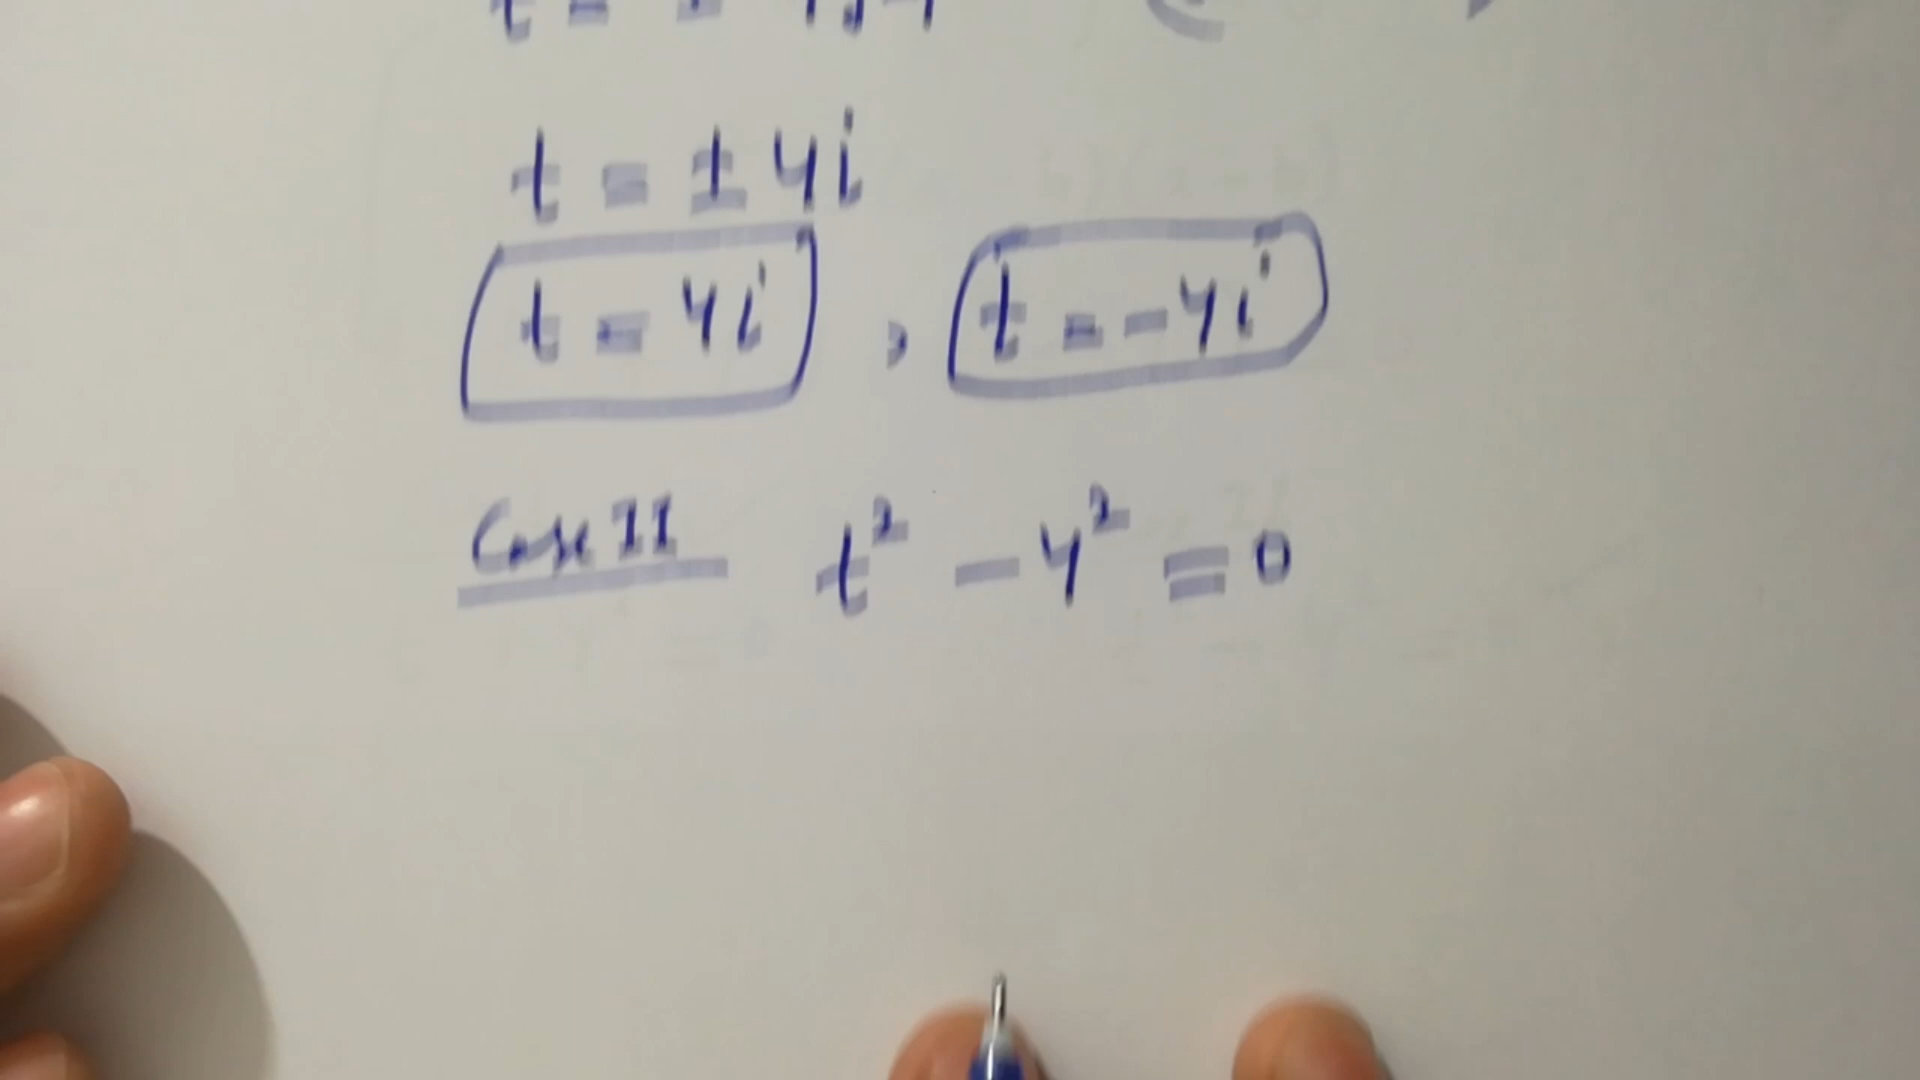 t = ± 4i
t = 4i , t = -4i
Case II t² - 4² = 0